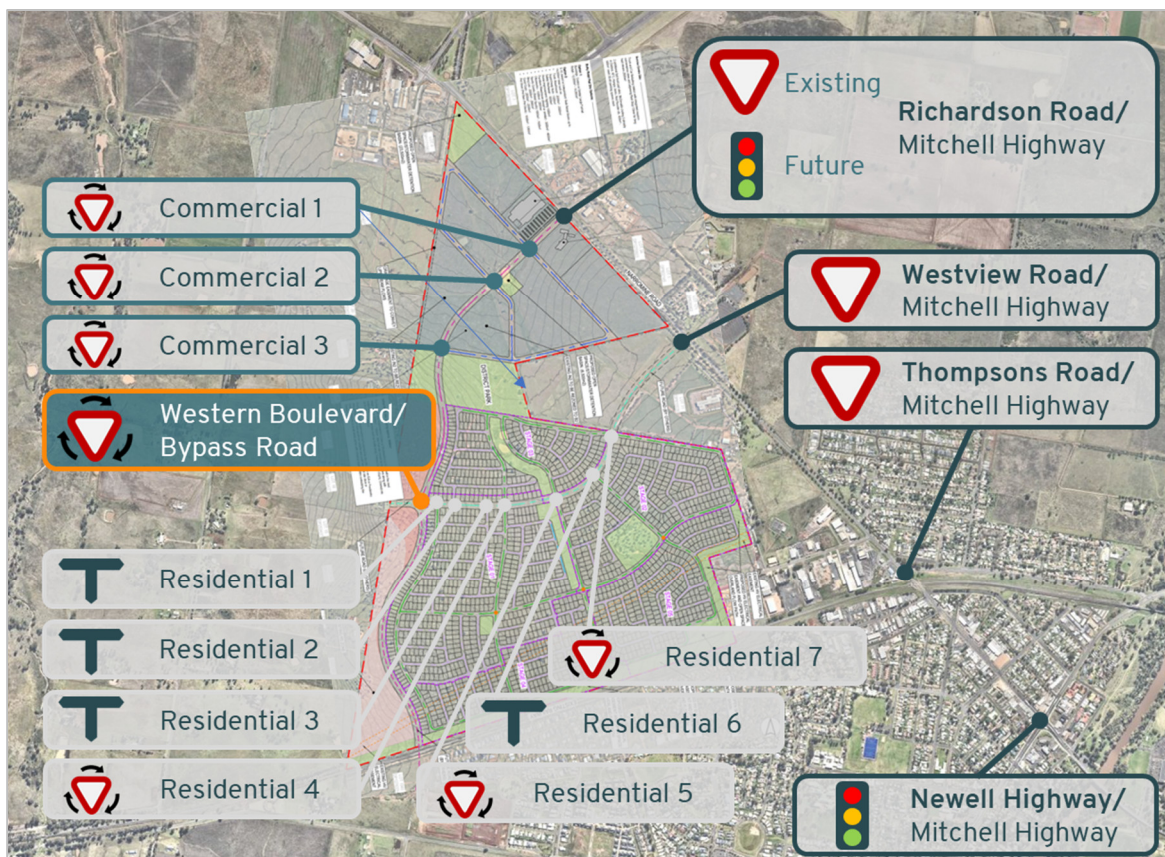 Existing
Future
Richardson Road/
Mitchell Highway
Commercial 1
Commercial 2
Commercial 3
Western Boulevard/
Bypass Road
Westview Road/
Mitchell Highway
Thompsons Road/
Mitchell Highway
DISTRICT PARK
Residential 1
Residential 2
Residential 3
Residential 4
Residential 7
Residential 6
Residential 5
Newell Highway/
Mitchell Highway